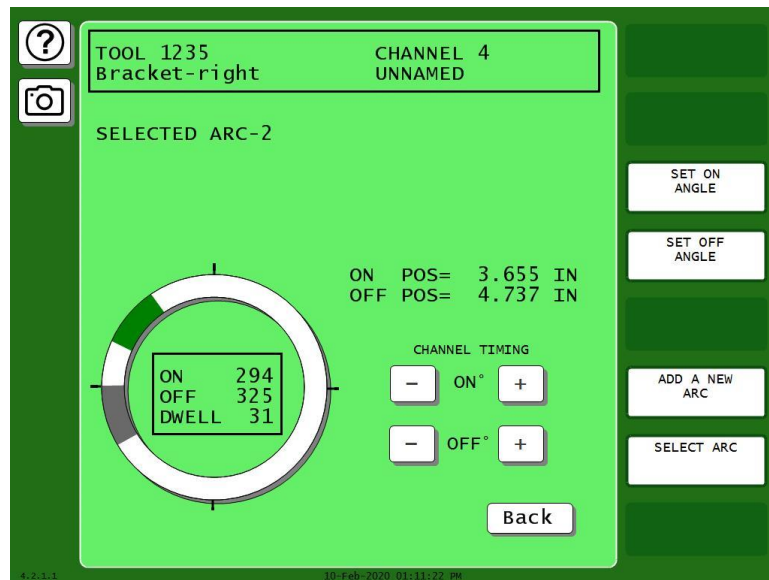 ?
TOOL 1235 CHANNEL 4
Bracket-right UNNAMED
SELECTED ARC-2
SET ON
ANGLE
SET OFF
ANGLE
ON POS= 3.655 IN
OFF POS= 4.737 IN
CHANNEL TIMING
- ON° +
- OFF° +
ON 294
OFF 325
DWELL 31
ADD A NEW
ARC
SELECT ARC
Back
4.2.1.1 10-Feb-2020 01:11:22 PM